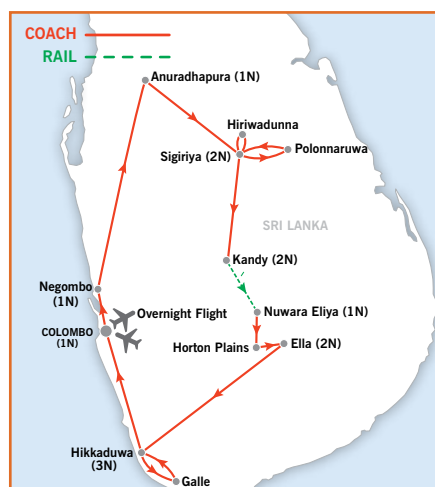 COACH
RAIL
Anuradhapura (1N)
Hiriwadunna
Sigiriya (2N)
Polonnaruwa
SRI LANKA
Kandy (2N)
Negombo
(1N)
Overnight Flight
Nuwara Eliya (1N)
COLOMBO
(1N)
Horton Plains
Ella (2N)
Hikkaduwa
(3N)
Galle